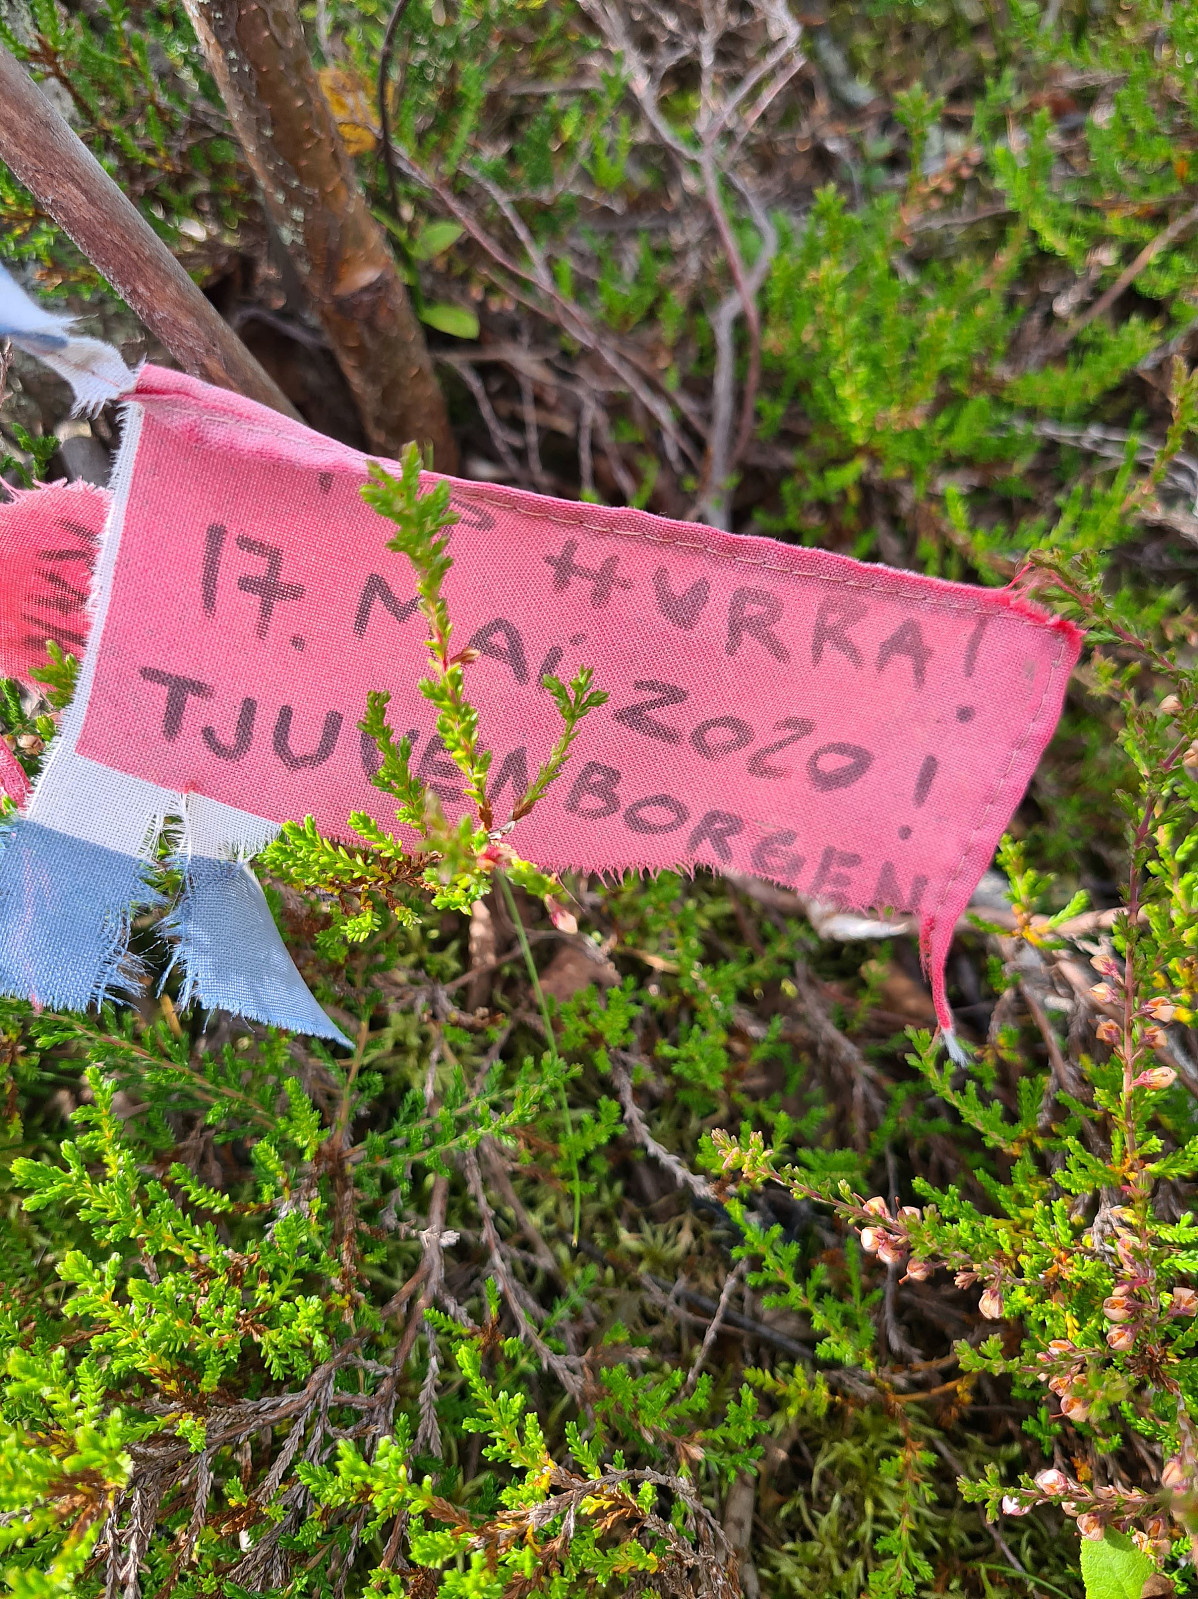 HURRA!
17. MAi 2020!
TJUVENBORGEN